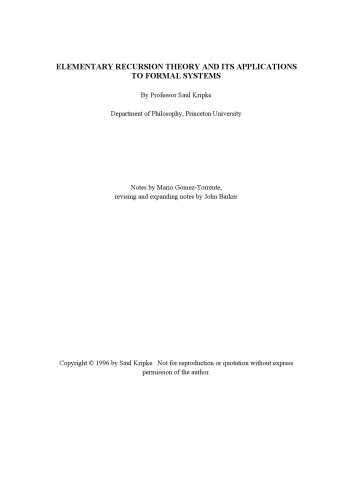 ELEMENTARY RECURSION THEORY AND ITS APPLICATIONS
TO FORMAL SYSTEMS
By Professor Saul Kripke
Department of Philosophy, Princeton University
Notes by Mario Gómez-Torrente,
revising and expanding notes by John Barker
Copyright © 1996 by Saul Kripke. Not for reproduction or quotation without express
permission of the author.